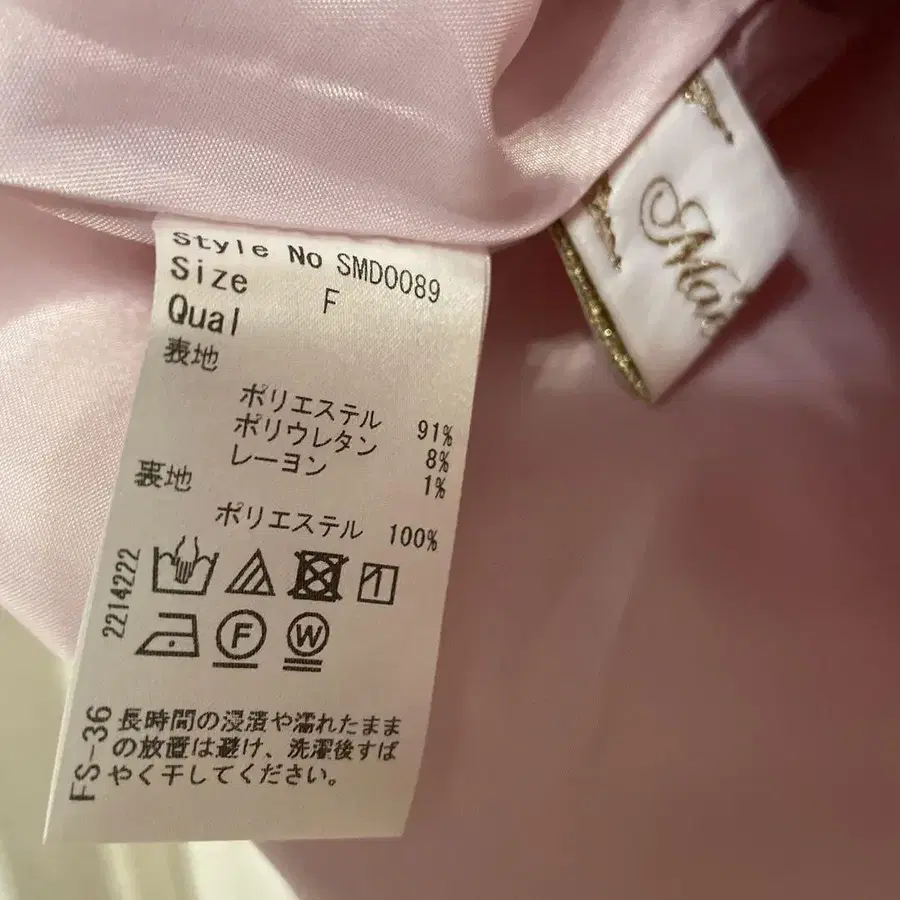 Style No SMD0089
Size F
Qual
表地
ポリエステル 91%
ポリウレタン 8%
レーヨン 1%
裏地
ポリエステル 100%
2214222
F W
FS-36
長時間の浸漬や濡れたまま
の放置は避け、洗濯後すば
やく干してください。